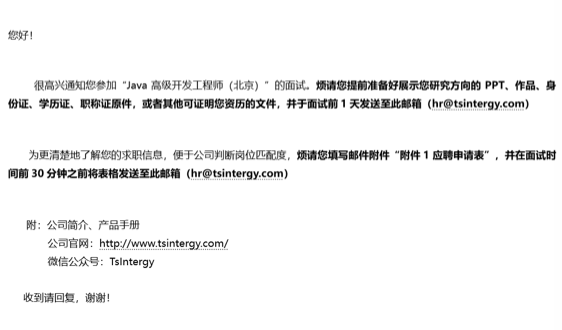 您好！
很高兴通知您参加“Java 高级开发工程师（北京）”的面试。烦请您提前准备好展示您研究方向的 PPT、作品、身
份证、学历证、职称证原件，或者其他可证明您资历的文件，并于面试前 1 天发送至此邮箱（hr@tsintergy.com）
为更清楚地了解您的求职信息，便于公司判断岗位匹配度，烦请您填写邮件附件“附件 1 应聘申请表”，并在面试时
间前 30 分钟之前将表格发送至此邮箱（hr@tsintergy.com）
附：公司简介、产品手册
公司官网：http://www.tsintergy.com/
微信公众号：TsIntergy
收到请回复，谢谢！